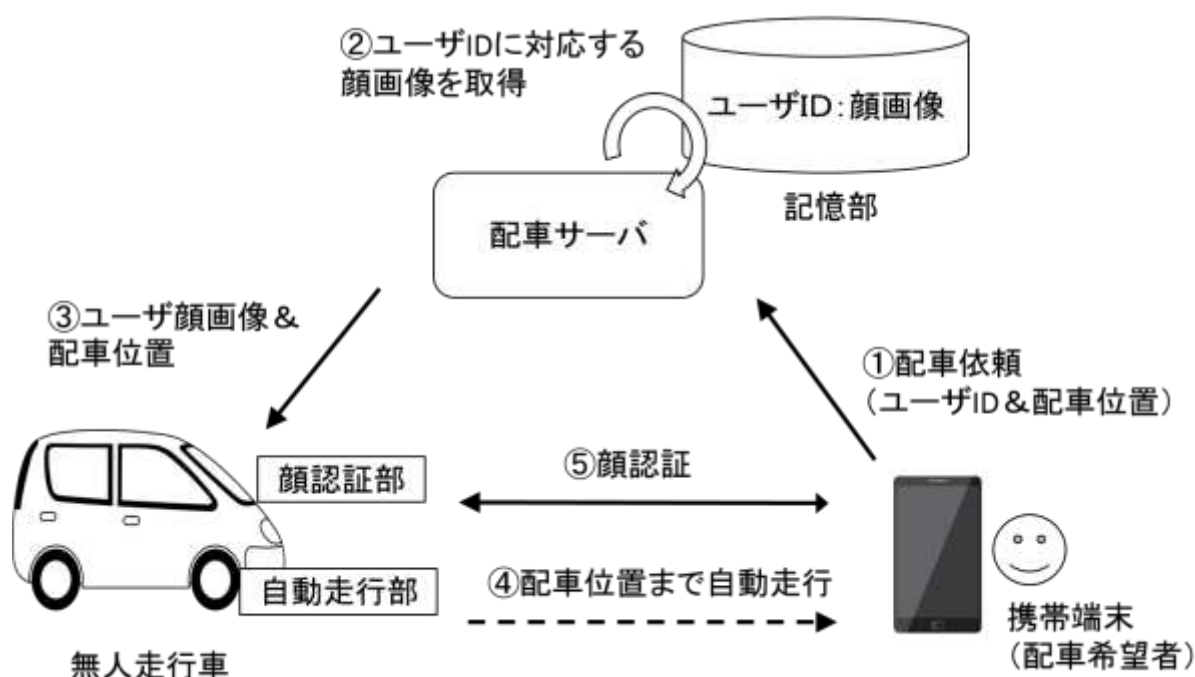 ②ユーザIDに対応する
顔画像を取得
ユーザID：顔画像
記憶部
配車サーバ
③ユーザ顔画像＆
配車位置
①配車依頼
（ユーザID＆配車位置）
顔認証部
⑤顔認証
自動走行部
④配車位置まで自動走行
携帯端末
（配車希望者）
無人走行車